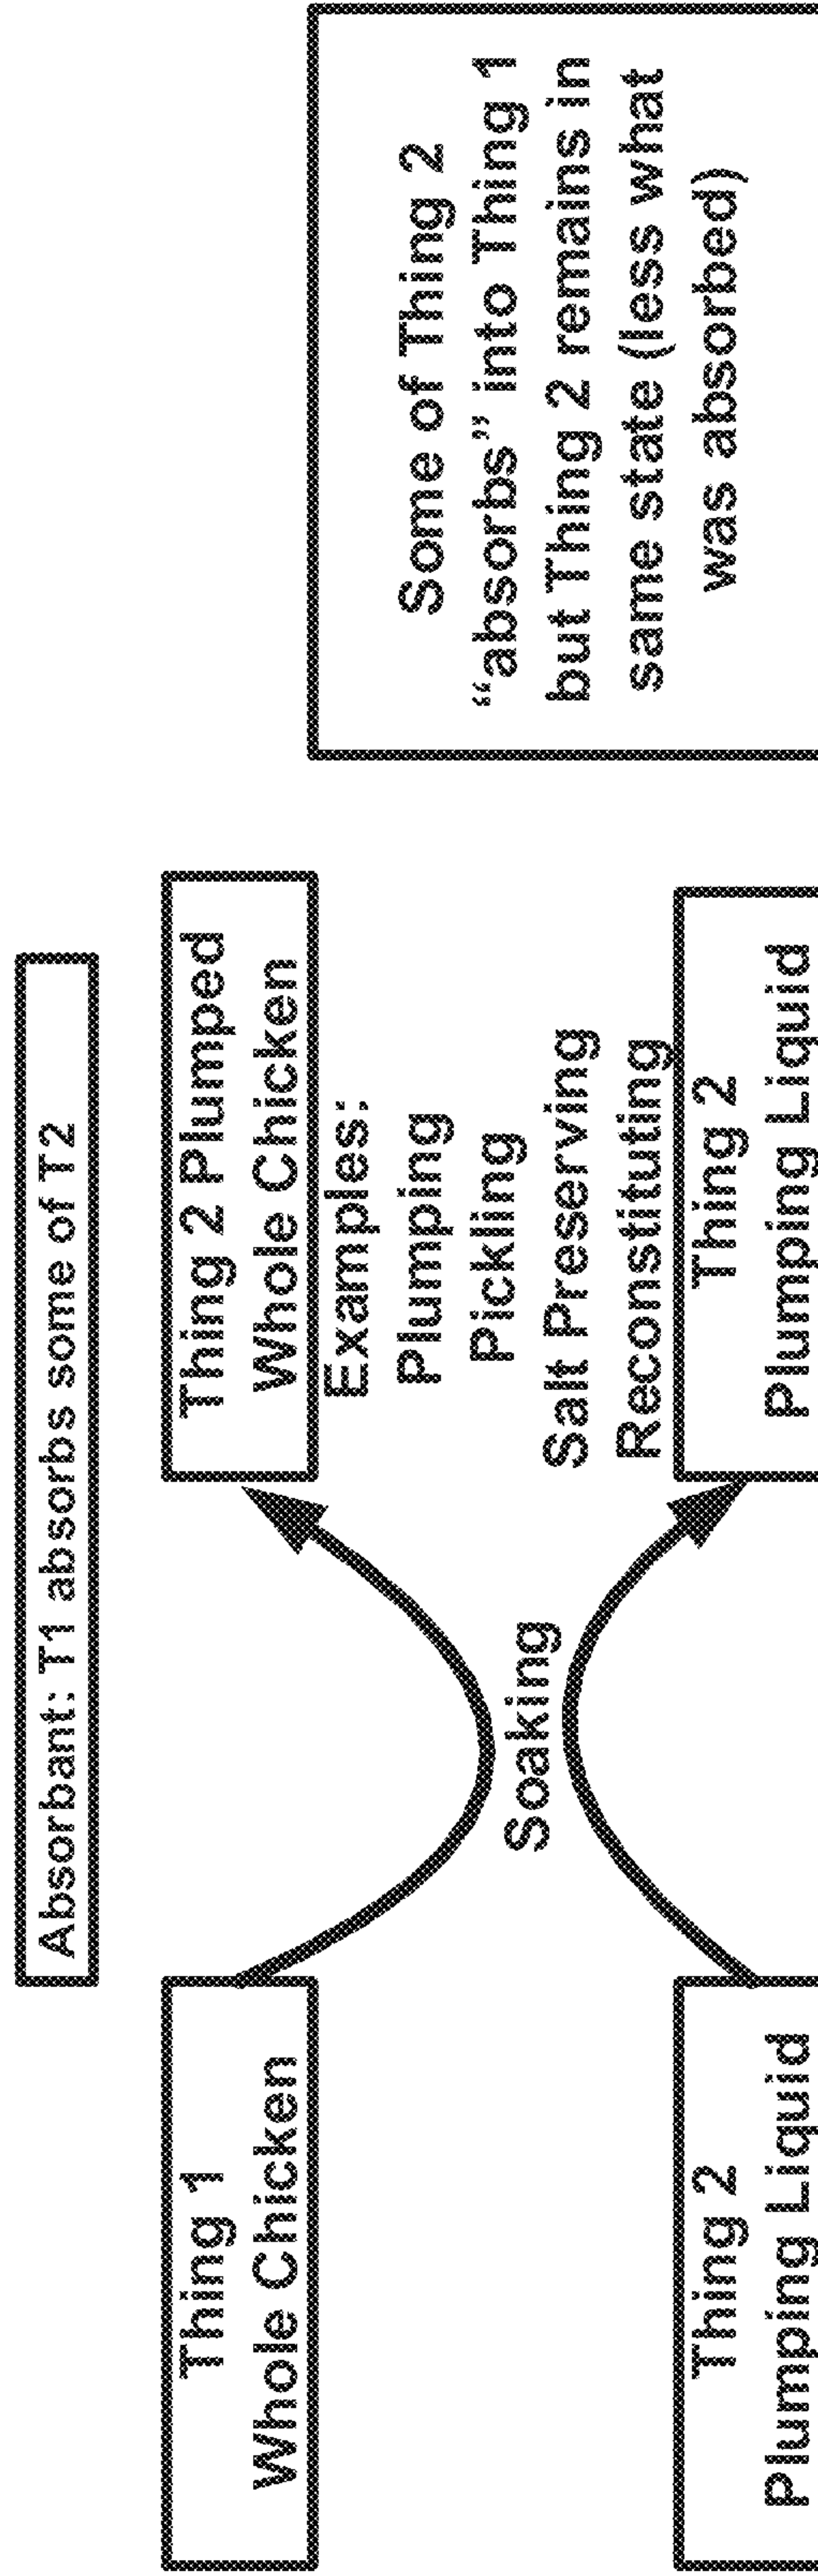 Absorbant: T1 absorbs some of T2
Thing 1
Whole Chicken
Thing 2 Plumped
Whole Chicken
Examples:
Plumping
Pickling
Salt Preserving
Reconstituting
Soaking
Thing 2
Plumping Liquid
Thing 2
Plumping Liquid
Some of Thing 2
“absorbs” into Thing 1
but Thing 2 remains in
same state (less what
was absorbed)